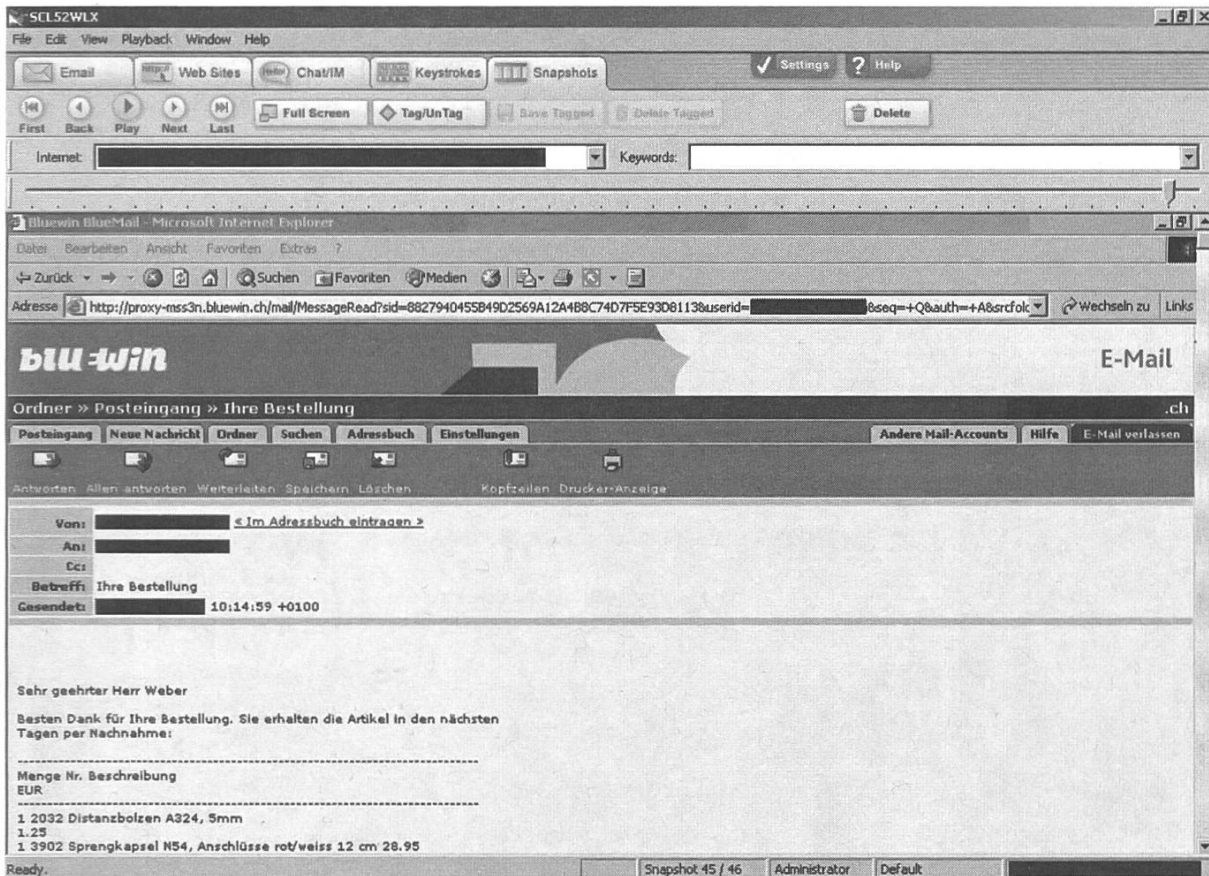 SCL52WLX
File Edit View Playback Window Help
Email Web Sites Chat/IM Keystrokes Snapshots Settings ? Help
First Back Play Next Last Full Screen Tag/UnTag Save Tagged Delete Tagged Delete
Internet: Keywords:
Bluewin BlueMail - Microsoft Internet Explorer
Datei Bearbeiten Ansicht Favoriten Extras ?
Zurück Suchen Favoriten Medien
Adresse http://proxy-mss3n.bluewin.ch/mail/MessageRead?sid=8827940455B49D2569A12A4B8C74D7F5E93D8113&userid= &seq=+Q&auth=+A&srcfolc Wechseln zu Links
bluewin E-Mail
Ordner » Posteingang » Ihre Bestellung .ch
Posteingang Neue Nachricht Ordner Suchen Adressbuch Einstellungen Andere Mail-Accounts Hilfe E-Mail verlassen
Antworten Allen antworten Weiterleiten Speichern Löschen Kopfzeilen Drucker-Anzeige
Von: < Im Adressbuch eintragen >
An:
Cc:
Betreff: Ihre Bestellung
Gesendet: 10:14:59 +0100
Sehr geehrter Herr Weber
Besten Dank für Ihre Bestellung. Sie erhalten die Artikel in den nächsten
Tagen per Nachnahme:
--------------------------------------------------------------------------
Menge Nr. Beschreibung
EUR
--------------------------------------------------------------------------
1 2032 Distanzbolzen A324, 5mm
1.25
1 3902 Sprengkapsel N54, Anschlüsse rot/weiss 12 cm 28.95
Ready. Snapshot 45 / 46 Administrator Default